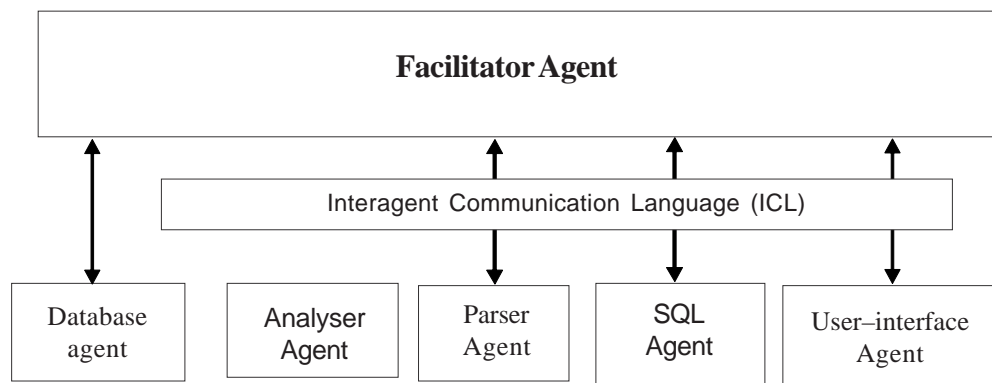 Facilitator Agent
Interagent Communication Language (ICL)
Database
agent
Analyser
Agent
Parser
Agent
SQL
Agent
User–interface
Agent